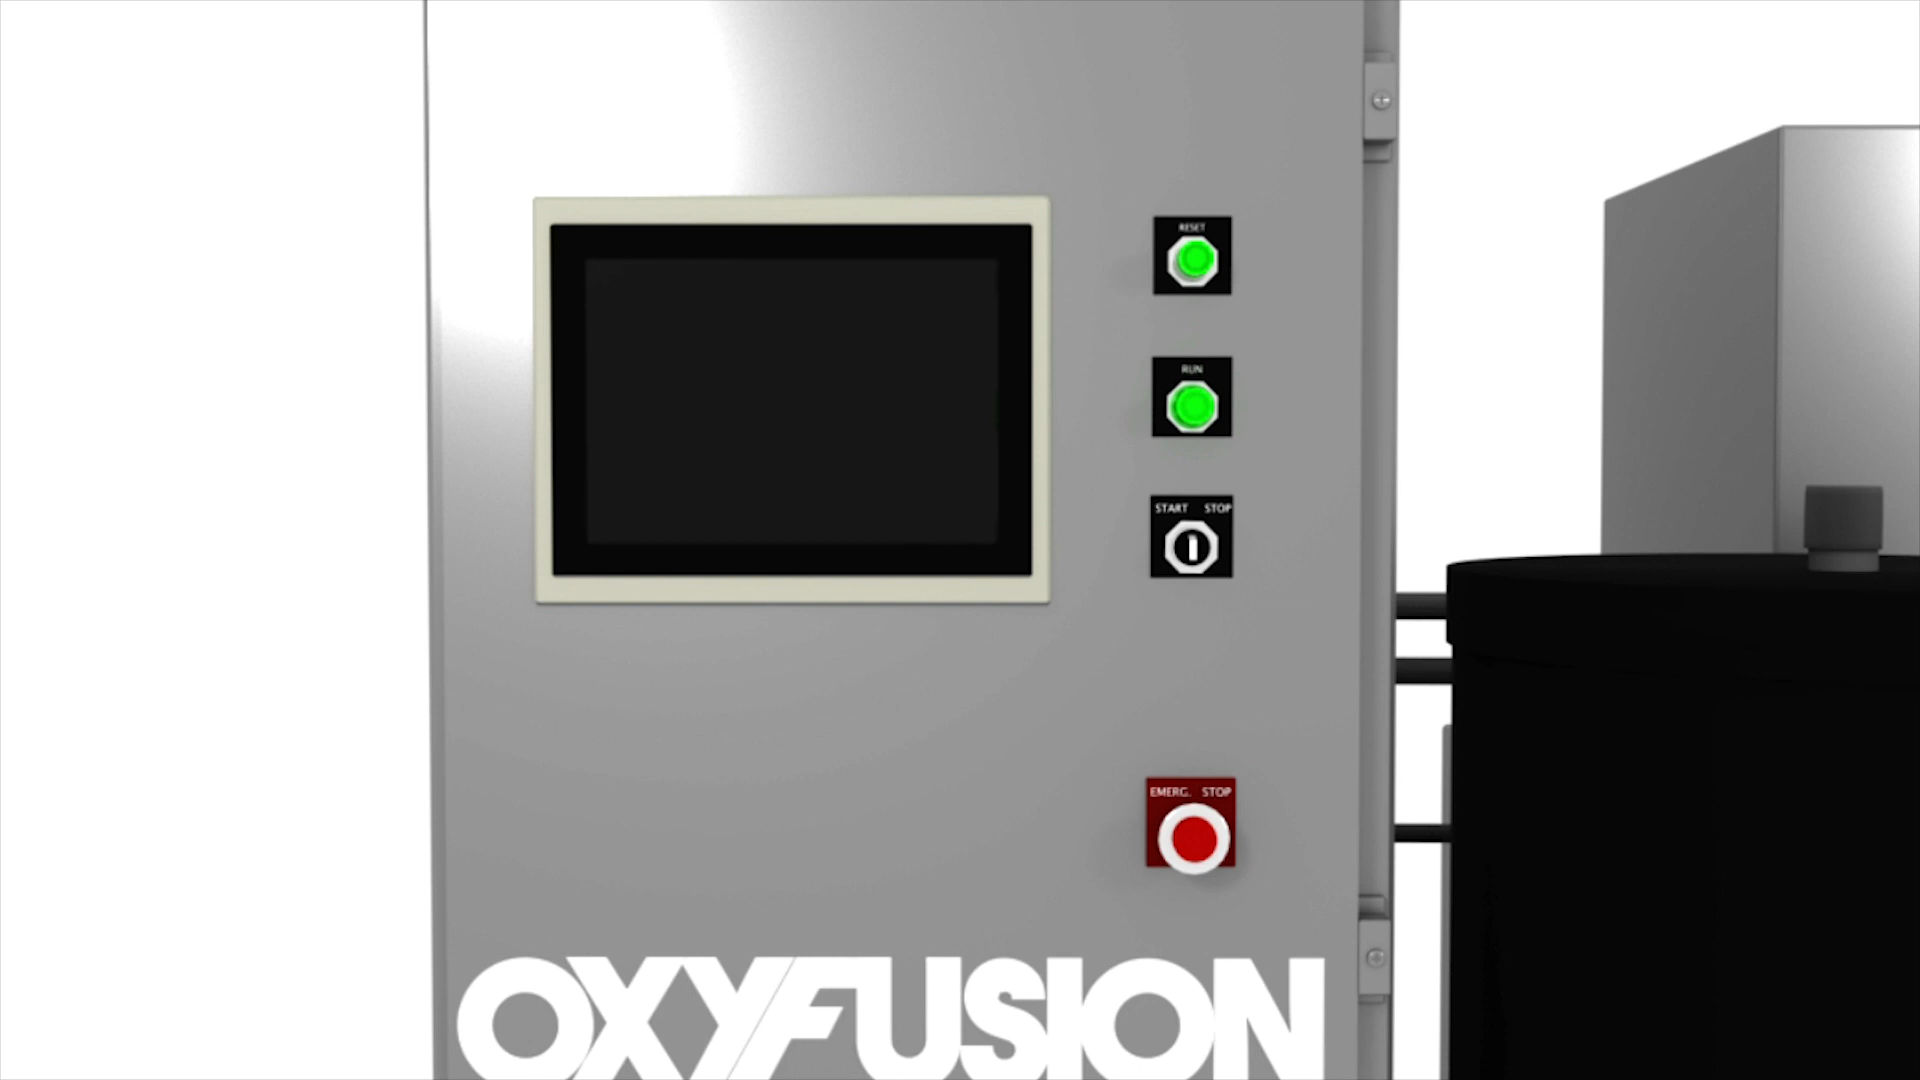 RESET
RUN
START STOP
EMERG. STOP
OXYFUSION